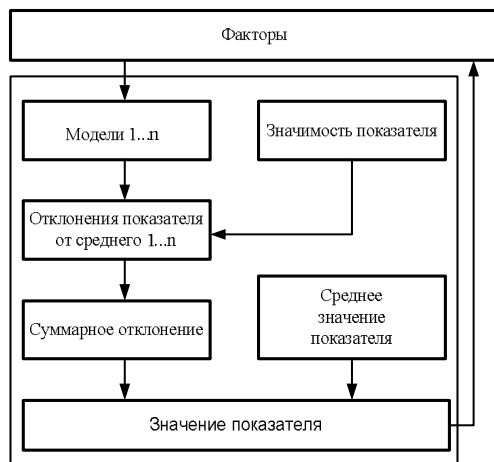 Факторы
Модели 1...n
Значимость показателя
Отклонения показателя
от среднего 1...n
Суммарное отклонение
Среднее
значение
показателя
Значение показателя